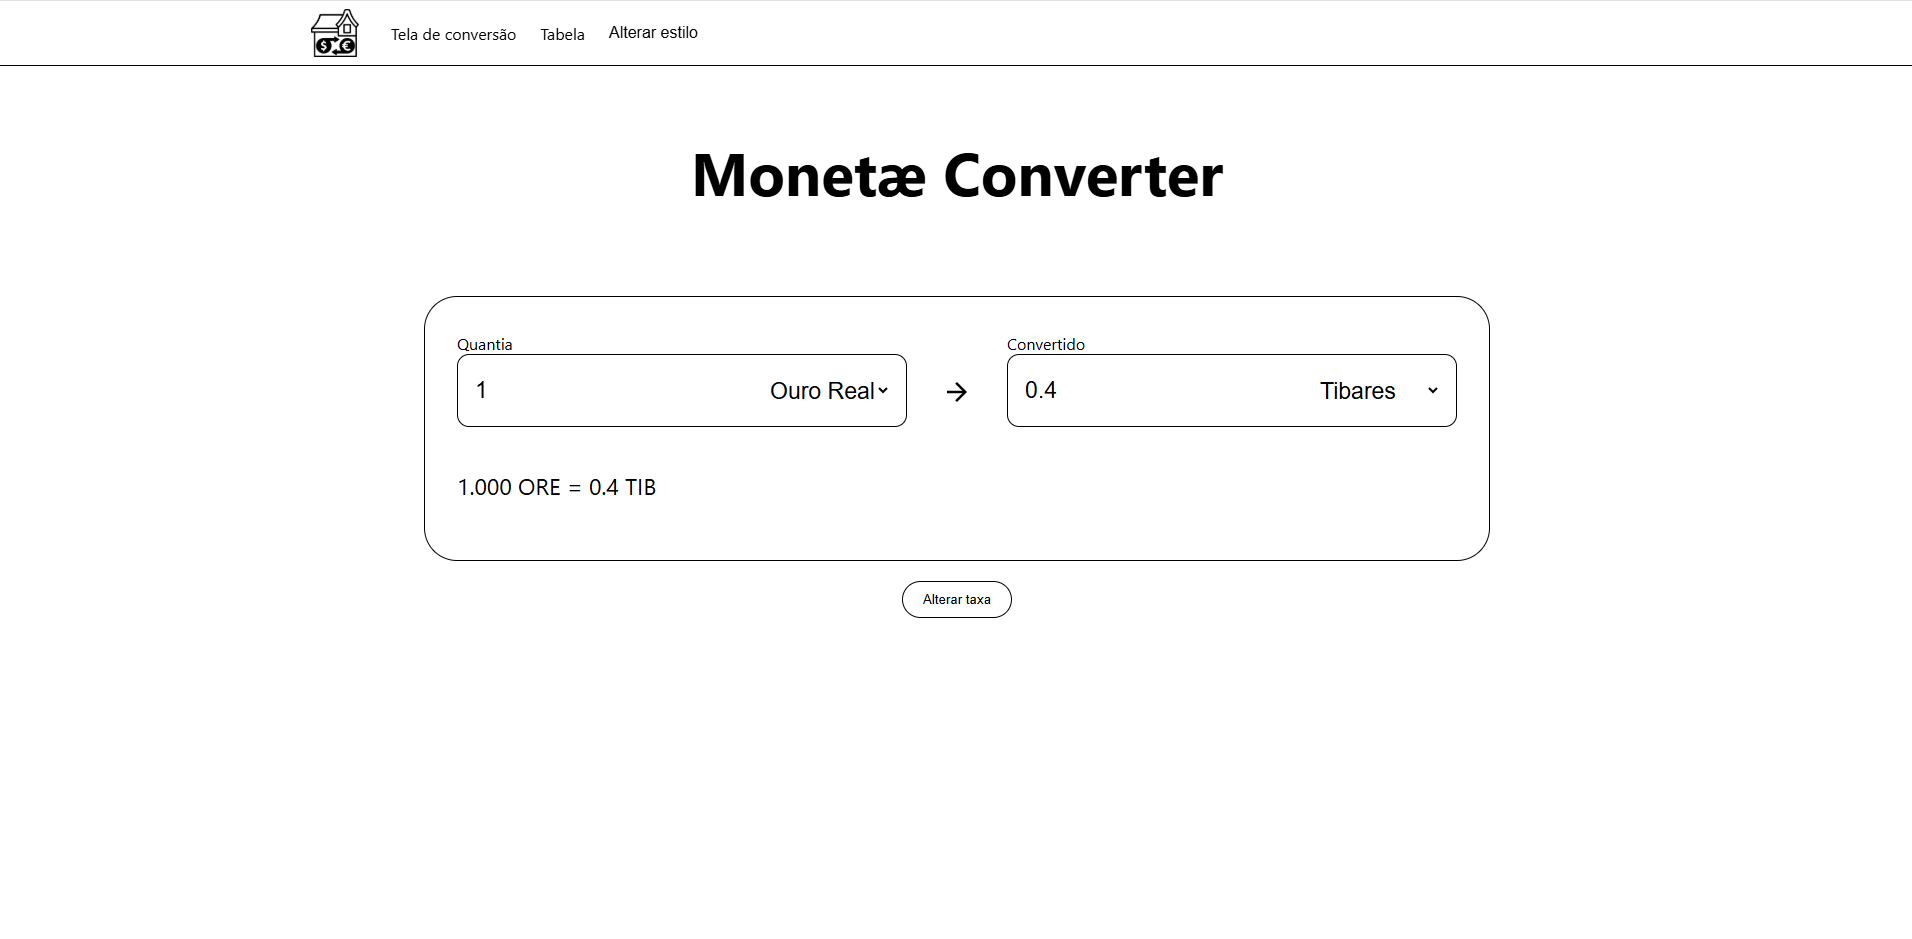 Tela de conversão Tabela Alterar estilo
Monetæ Converter
Quantia Convertido
1 Ouro Real → 0.4 Tibares
1.000 ORE = 0.4 TIB
Alterar taxa